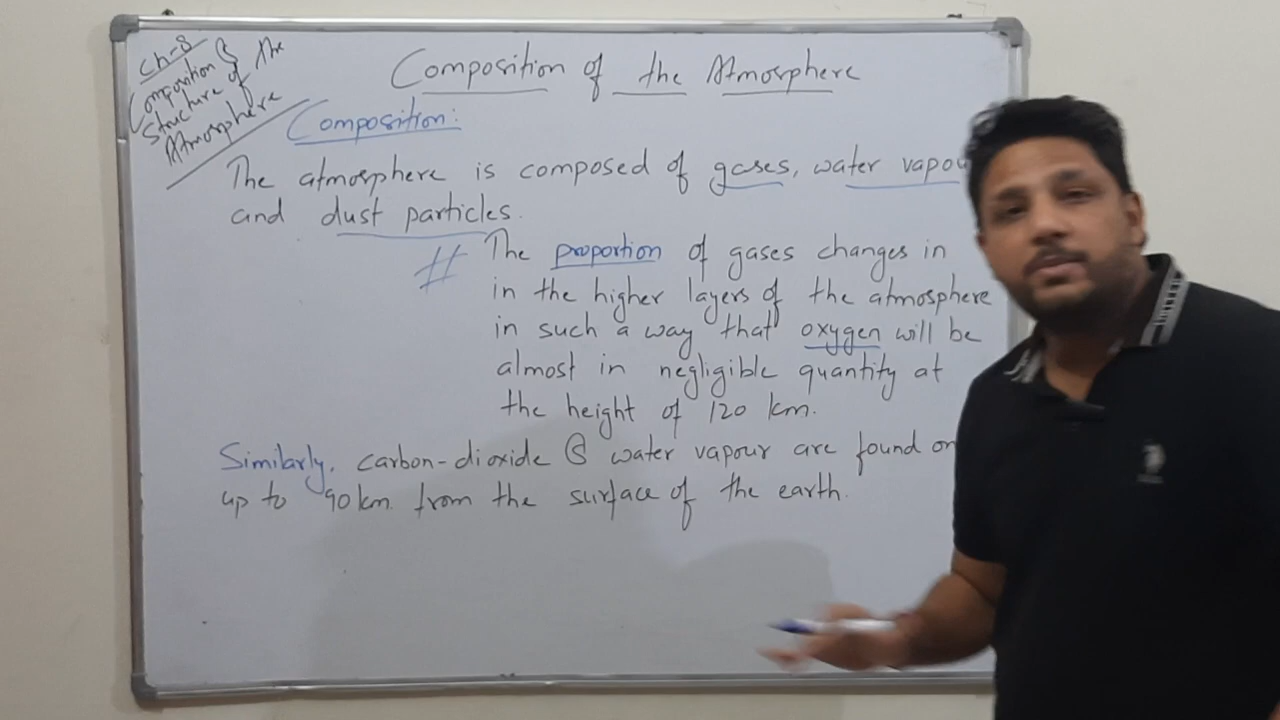 Ch-8
Composition &
Structure of the
Atmosphere
Composition of the Atmosphere
Composition:
The atmosphere is composed of gases, water vapou
and dust particles.
# The proportion of gases changes in
in the higher layers of the atmosphere
in such a way that oxygen will be
almost in negligible quantity at
the height of 120 km.
Similarly, carbon-dioxide & water vapour are found on
up to 90 km. from the surface of the earth.